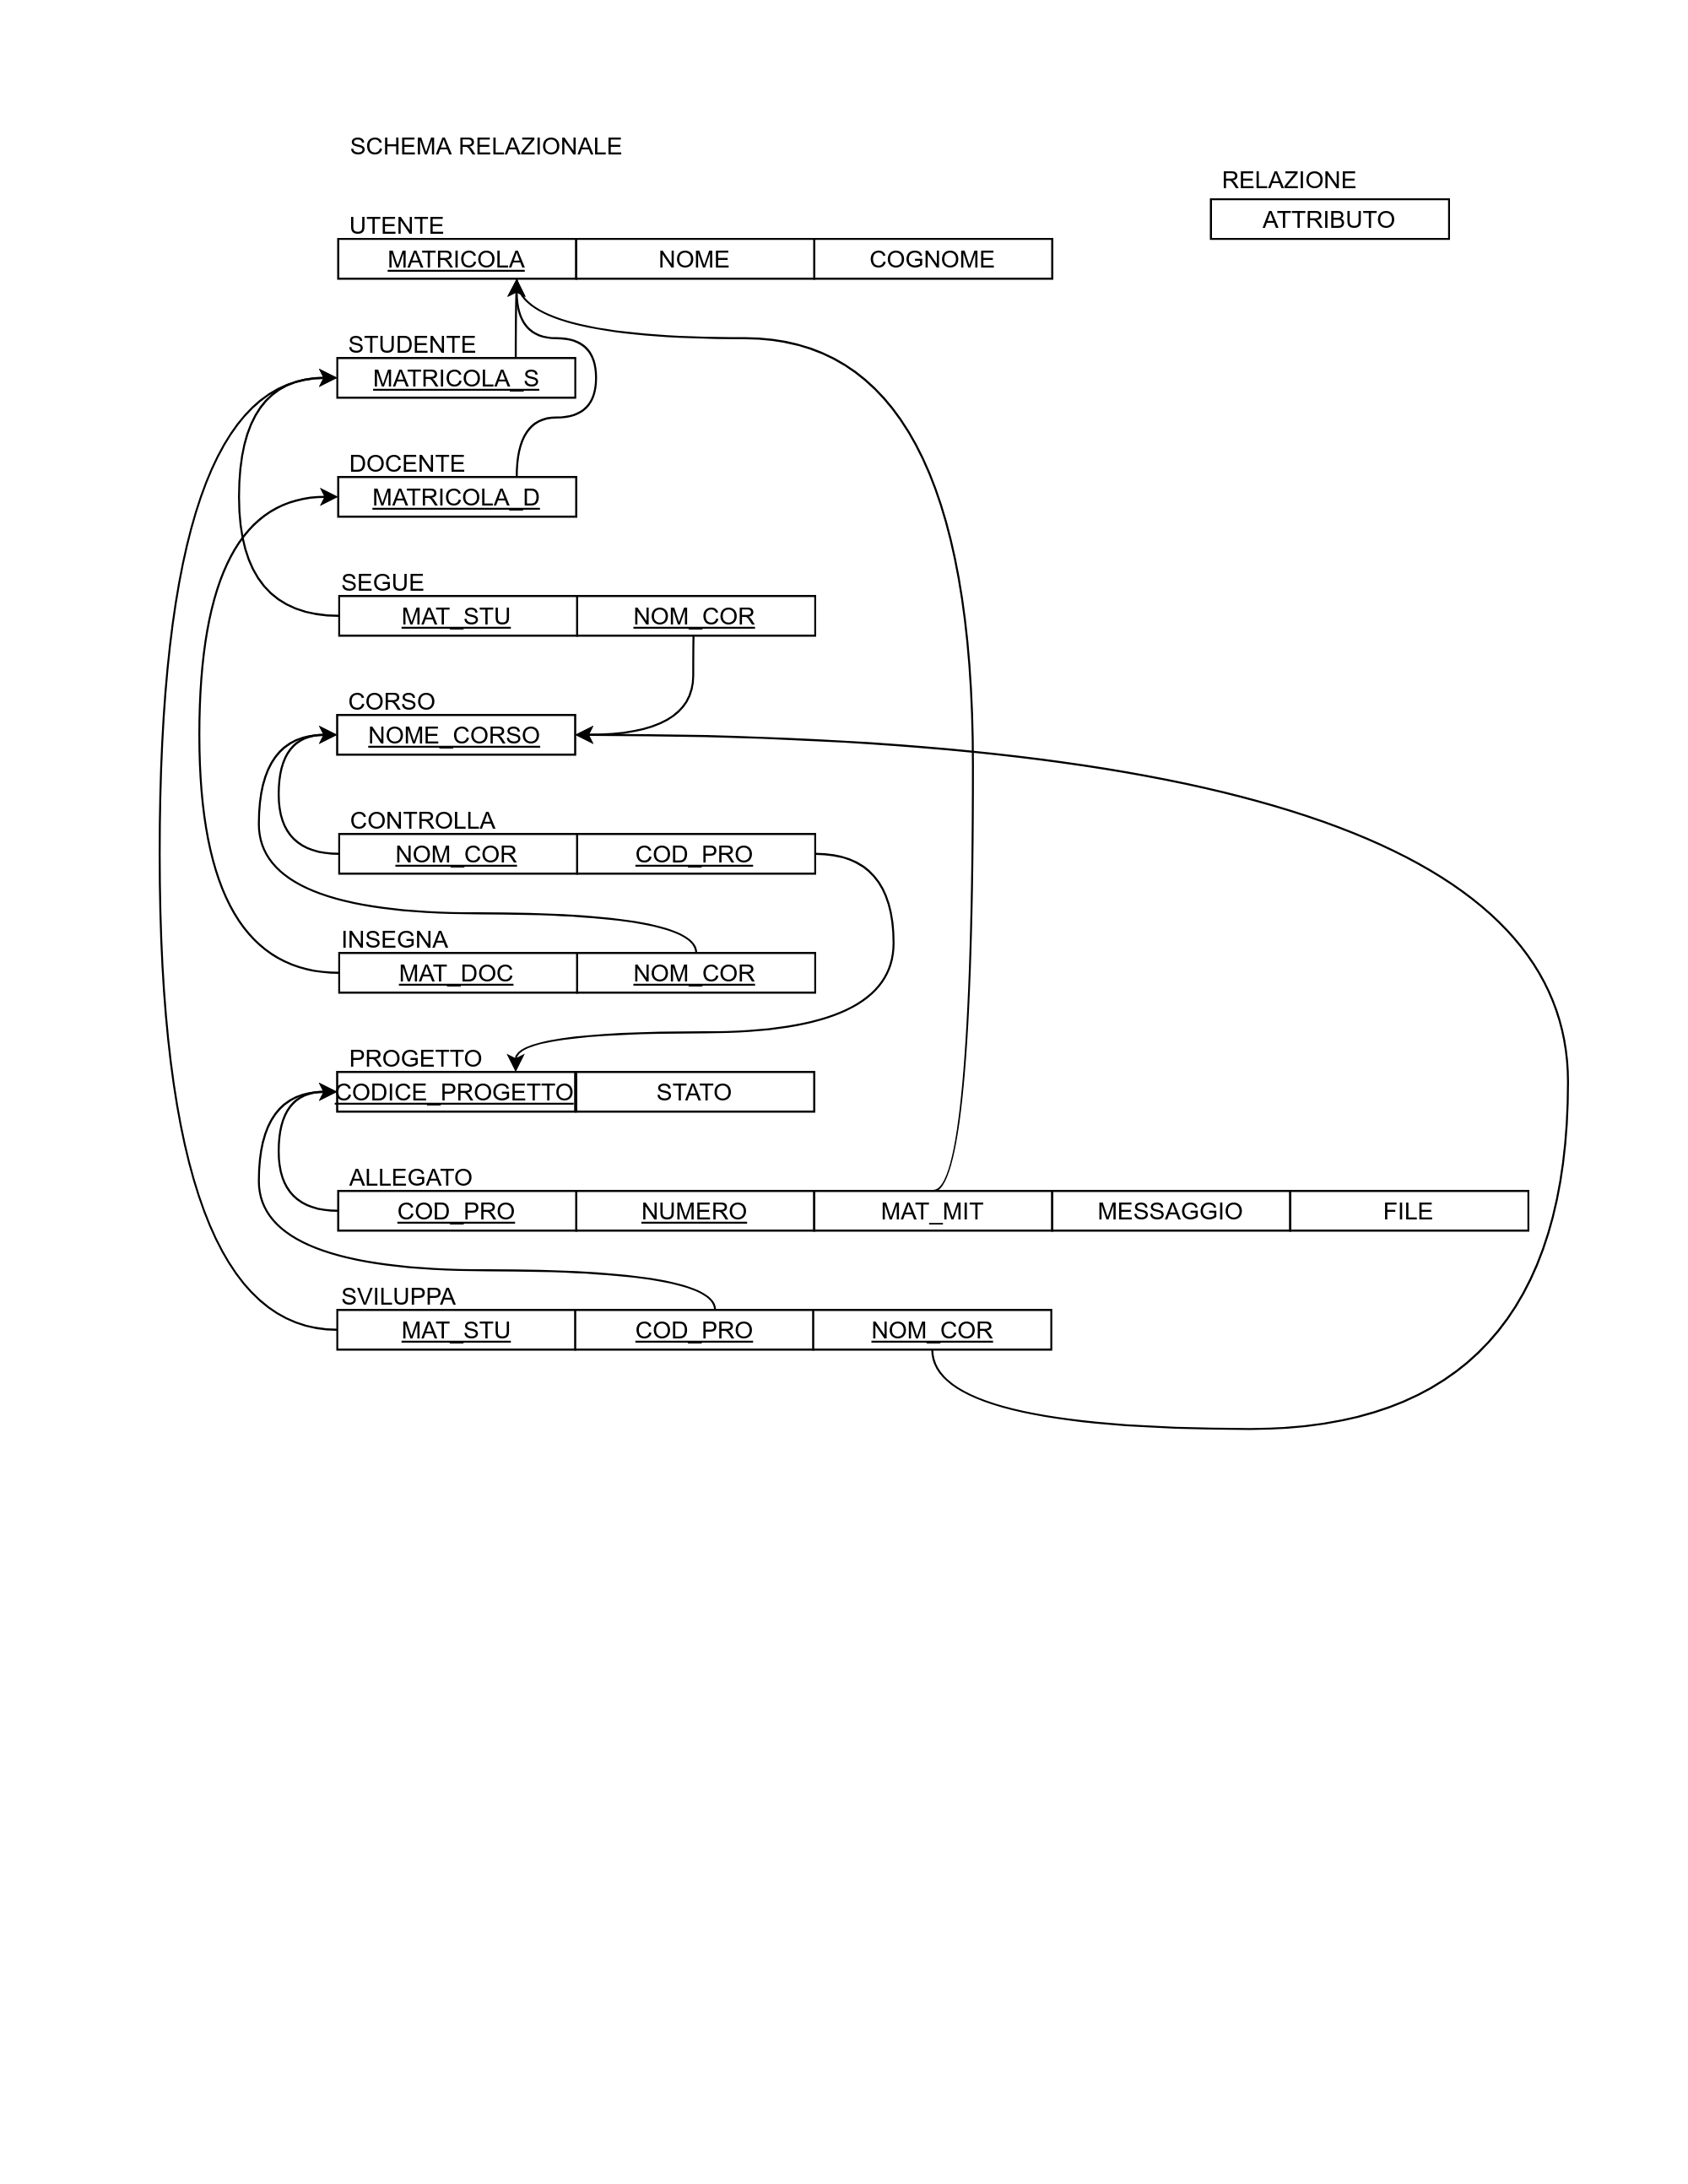 SCHEMA RELAZIONALE
RELAZIONE
ATTRIBUTO
UTENTE
MATRICOLA NOME COGNOME
STUDENTE
MATRICOLA_S
DOCENTE
MATRICOLA_D
SEGUE
MAT_STU NOM_COR
CORSO
NOME_CORSO
CONTROLLA
NOM_COR COD_PRO
INSEGNA
MAT_DOC NOM_COR
PROGETTO
CODICE_PROGETTO STATO
ALLEGATO
COD_PRO NUMERO MAT_MIT MESSAGGIO FILE
SVILUPPA
MAT_STU COD_PRO NOM_COR